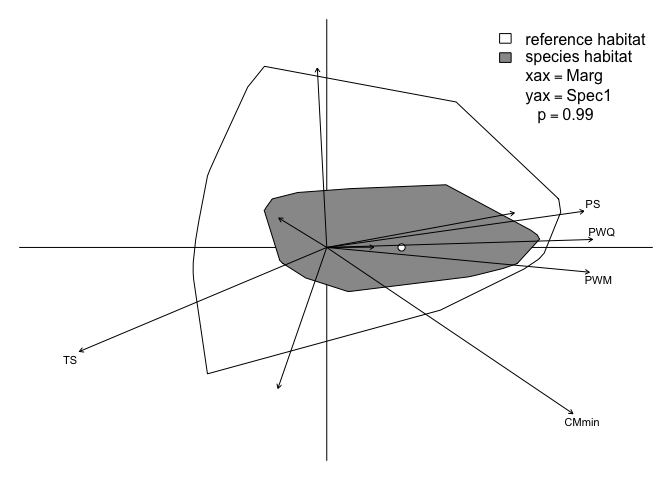 reference habitat
species habitat
xax = Marg
yax = Spec1
p = 0.99
PS
PWQ
PWM
TS
CMmin